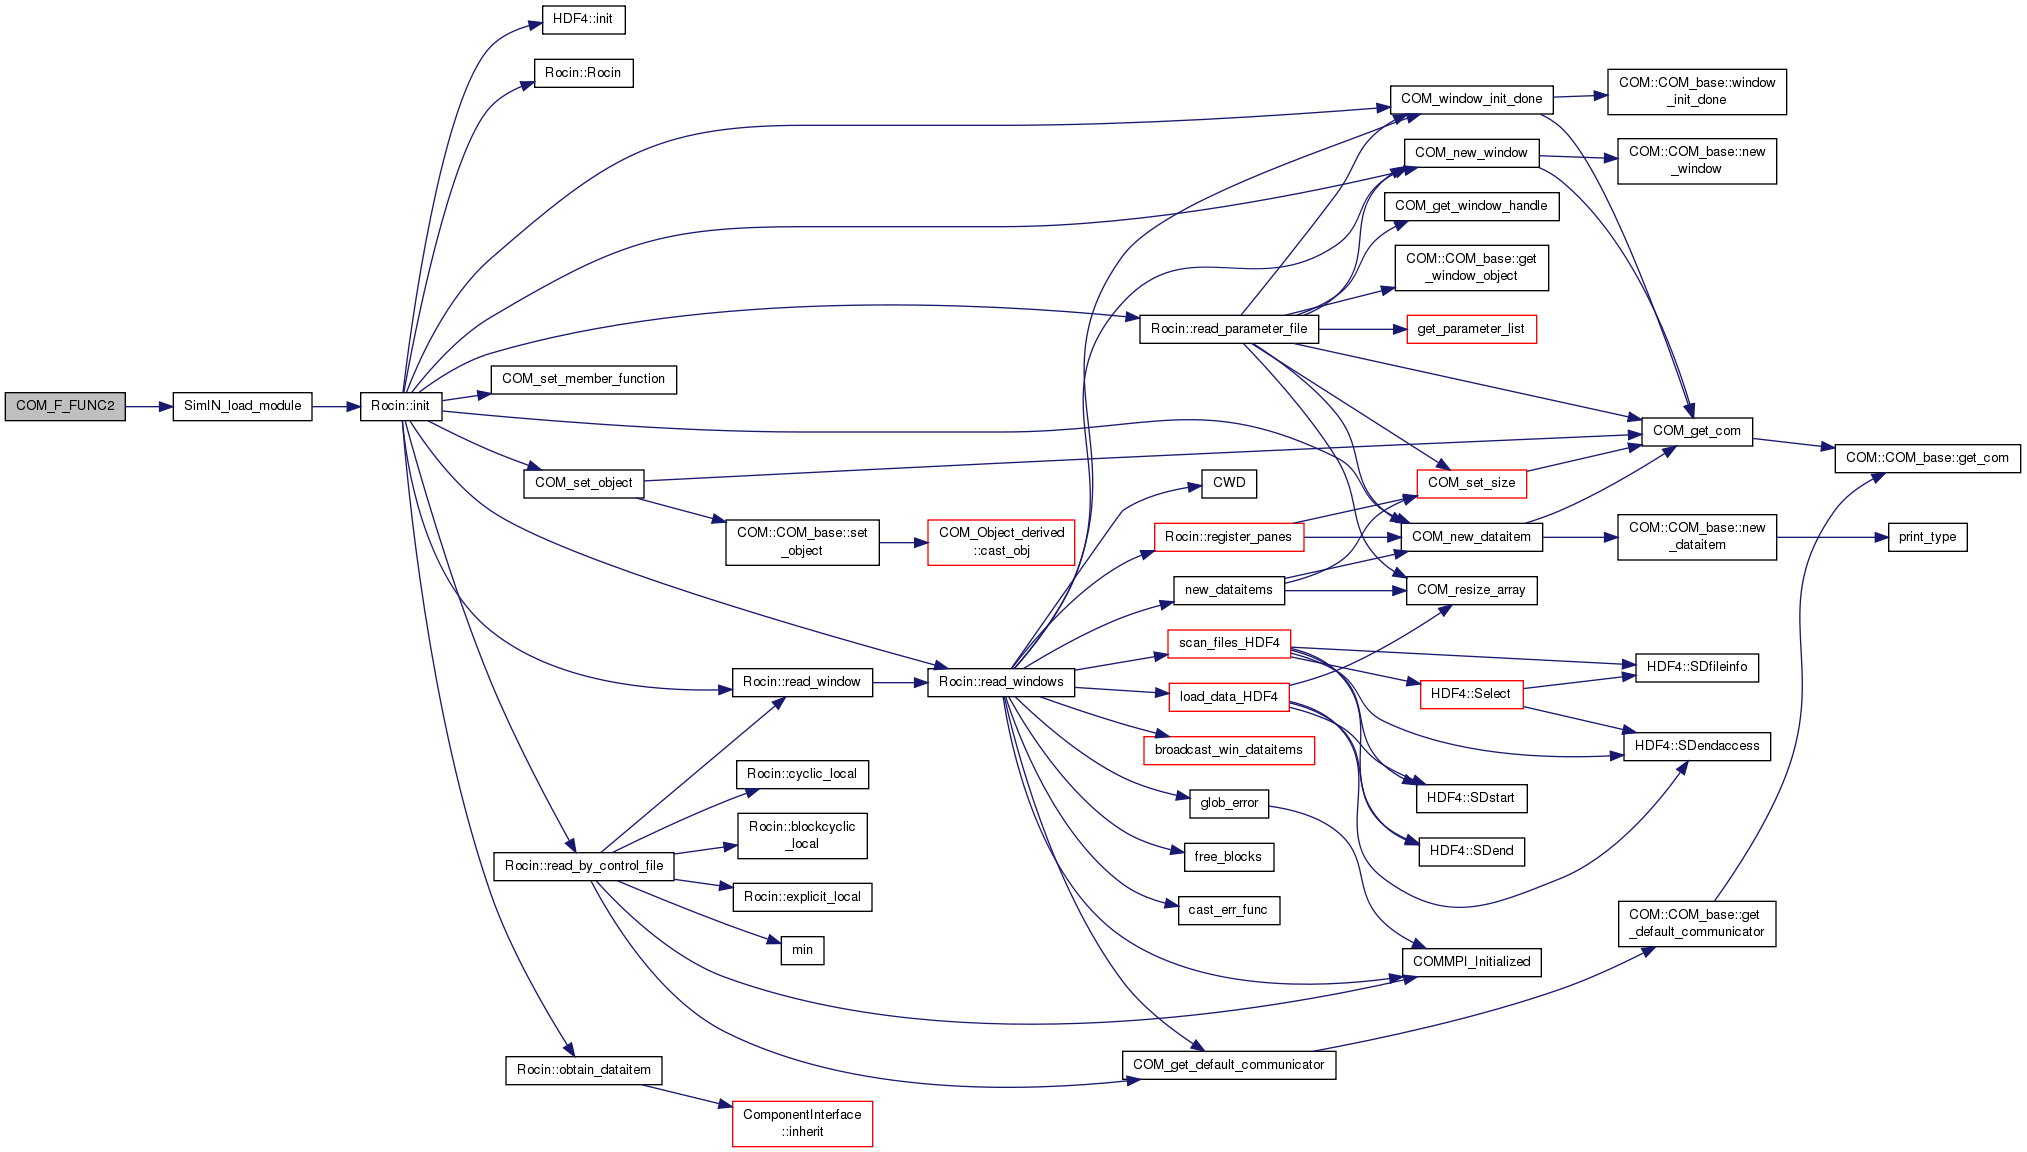 COM_F_FUNC2
SimIN_load_module
Rocin::init
HDF4::init
Rocin::Rocin
COM_set_member_function
COM_set_object
COM::COM_base::set
_object
COM_Object_derived
::cast_obj
Rocin::read_window
Rocin::read_windows
Rocin::cyclic_local
Rocin::blockcyclic
_local
Rocin::read_by_control_file
Rocin::explicit_local
min
Rocin::obtain_dataitem
ComponentInterface
::inherit
Rocin::read_parameter_file
CWD
Rocin::register_panes
new_dataitems
scan_files_HDF4
load_data_HDF4
broadcast_win_dataitems
glob_error
free_blocks
cast_err_func
COM_get_default_communicator
COM_window_init_done
COM_new_window
COM_get_window_handle
COM::COM_base::get
_window_object
get_parameter_list
COM_set_size
COM_new_dataitem
COM_resize_array
HDF4::Select
HDF4::SDstart
HDF4::SDend
COMMPI_Initialized
COM::COM_base::window
_init_done
COM::COM_base::new
_window
COM_get_com
COM::COM_base::new
_dataitem
HDF4::SDfileinfo
HDF4::SDendaccess
COM::COM_base::get
_default_communicator
COM::COM_base::get_com
print_type